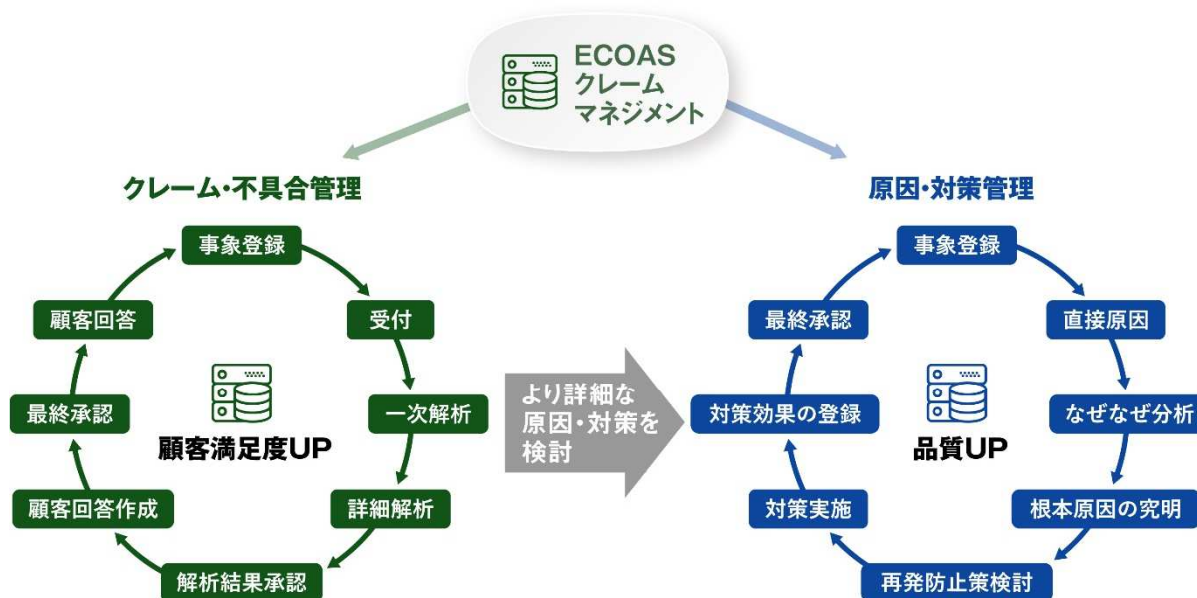 ECOAS
クレーム
マネジメント
クレーム・不具合管理
事象登録
受付
一次解析
詳細解析
解析結果承認
顧客回答作成
最終承認
顧客回答
顧客満足度UP
より詳細な
原因・対策を
検討
原因・対策管理
事象登録
直接原因
なぜなぜ分析
根本原因の究明
再発防止策検討
対策実施
対策効果の登録
最終承認
品質UP